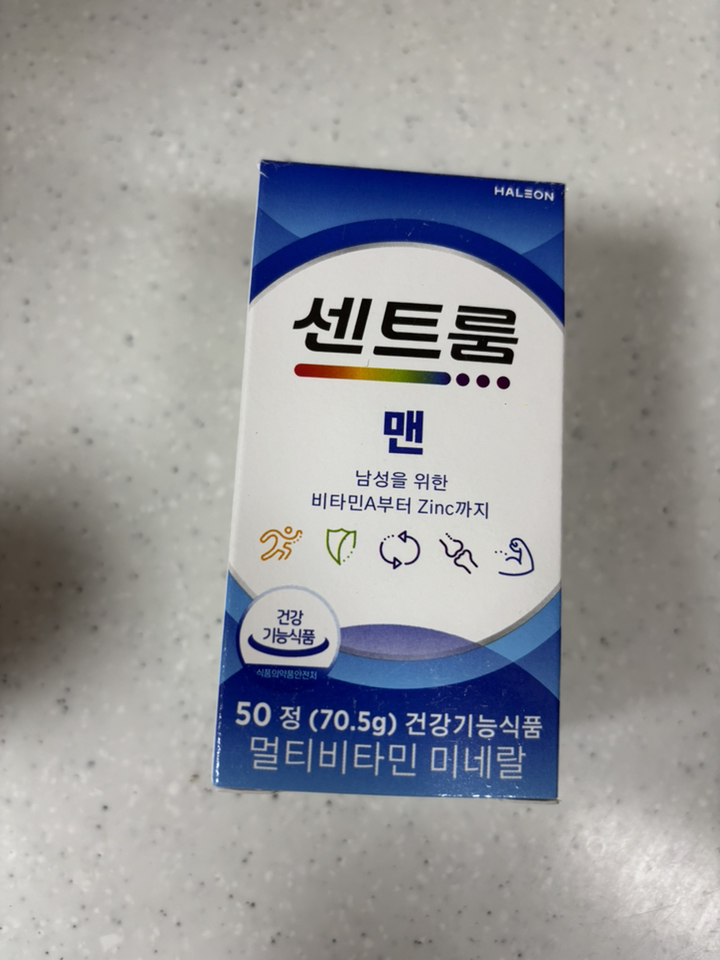 HALEON
센트룸
맨
남성을 위한
비타민A부터 Zinc까지
건강
기능식품
식품의약품안전처
50 정 (70.5g) 건강기능식품
멀티비타민 미네랄